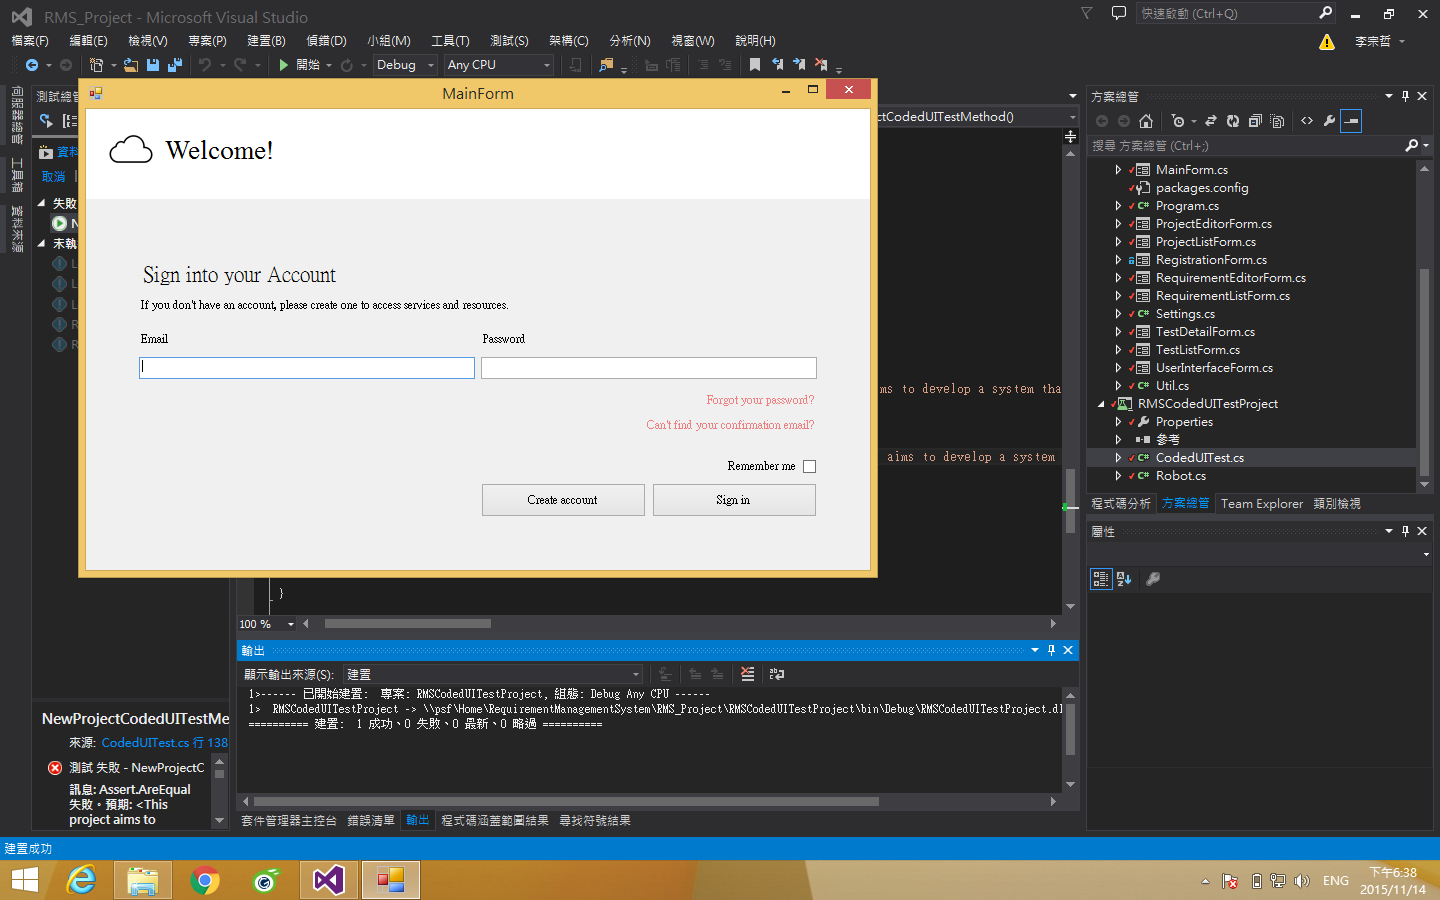 RMS_Project - Microsoft Visual Studio
快速啟動 (Ctrl+Q)
檔案(F) 編輯(E) 檢視(V) 專案(P) 建置(B) 偵錯(D) 小組(M) 工具(T) 測試(S) 架構(C) 分析(N) 視窗(W) 說明(H)
李宗哲
開始 Debug Any CPU
伺服器總管
工具箱
資料來源
測試總管
取消
失敗
未執
MainForm
Welcome!
Sign into your Account
If you don't have an account, please create one to access services and resources.
Email Password
Forgot your password?
Can't find your confirmation email?
Remember me
Create account Sign in
ctCodedUITestMethod()
ms to develop a system tha
aims to develop a system
}
100 %
輸出
顯示輸出來源(S): 建置
1>------ 已開始建置: 專案: RMSCodedUITestProject, 組態: Debug Any CPU ------
1> RMSCodedUITestProject -> \\psf\Home\RequirementManagementSystem\RMS_Project\RMSCodedUITestProject\bin\Debug\RMSCodedUITestProject.dl
========== 建置: 1 成功、0 失敗、0 最新、0 略過 ==========
套件管理器主控台 錯誤清單 輸出 程式碼涵蓋範圍結果 尋找符號結果
NewProjectCodedUITestMe
來源: CodedUITest.cs 行 138
測試 失敗 - NewProjectC
訊息: Assert.AreEqual
失敗。預期: <This
project aims to
方案總管
搜尋 方案總管 (Ctrl+;)
MainForm.cs
packages.config
Program.cs
ProjectEditorForm.cs
ProjectListForm.cs
RegistrationForm.cs
RequirementEditorForm.cs
RequirementListForm.cs
Settings.cs
TestDetailForm.cs
TestListForm.cs
UserInterfaceForm.cs
Util.cs
RMSCodedUITestProject
Properties
參考
CodedUITest.cs
Robot.cs
程式碼分析 方案總管 Team Explorer 類別檢視
屬性
建置成功
ENG
下午6:38
2015/11/14